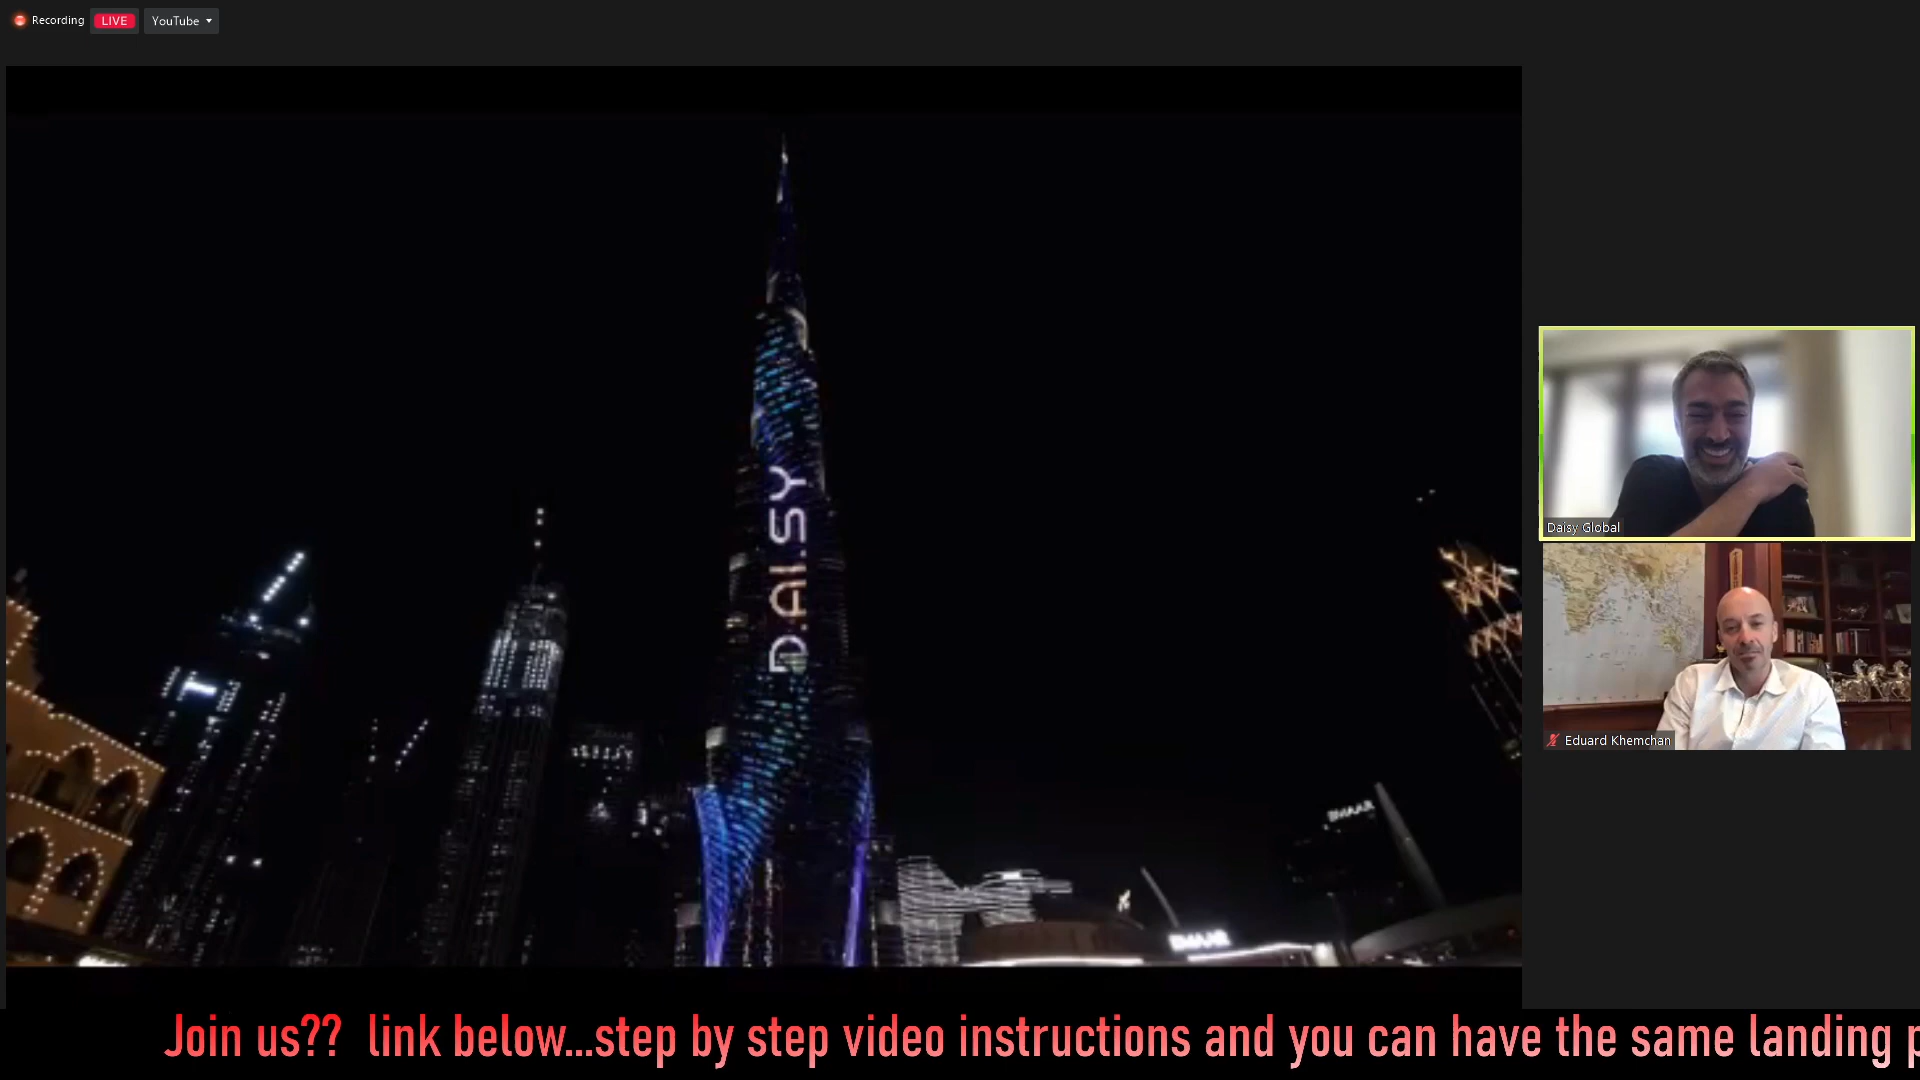 Recording LIVE YouTube
D.AI.SY
T
EMAAR
EMAAR
Daisy Global
Eduard Khemchan
Join us?? link below...step by step video instructions and you can have the same landing p